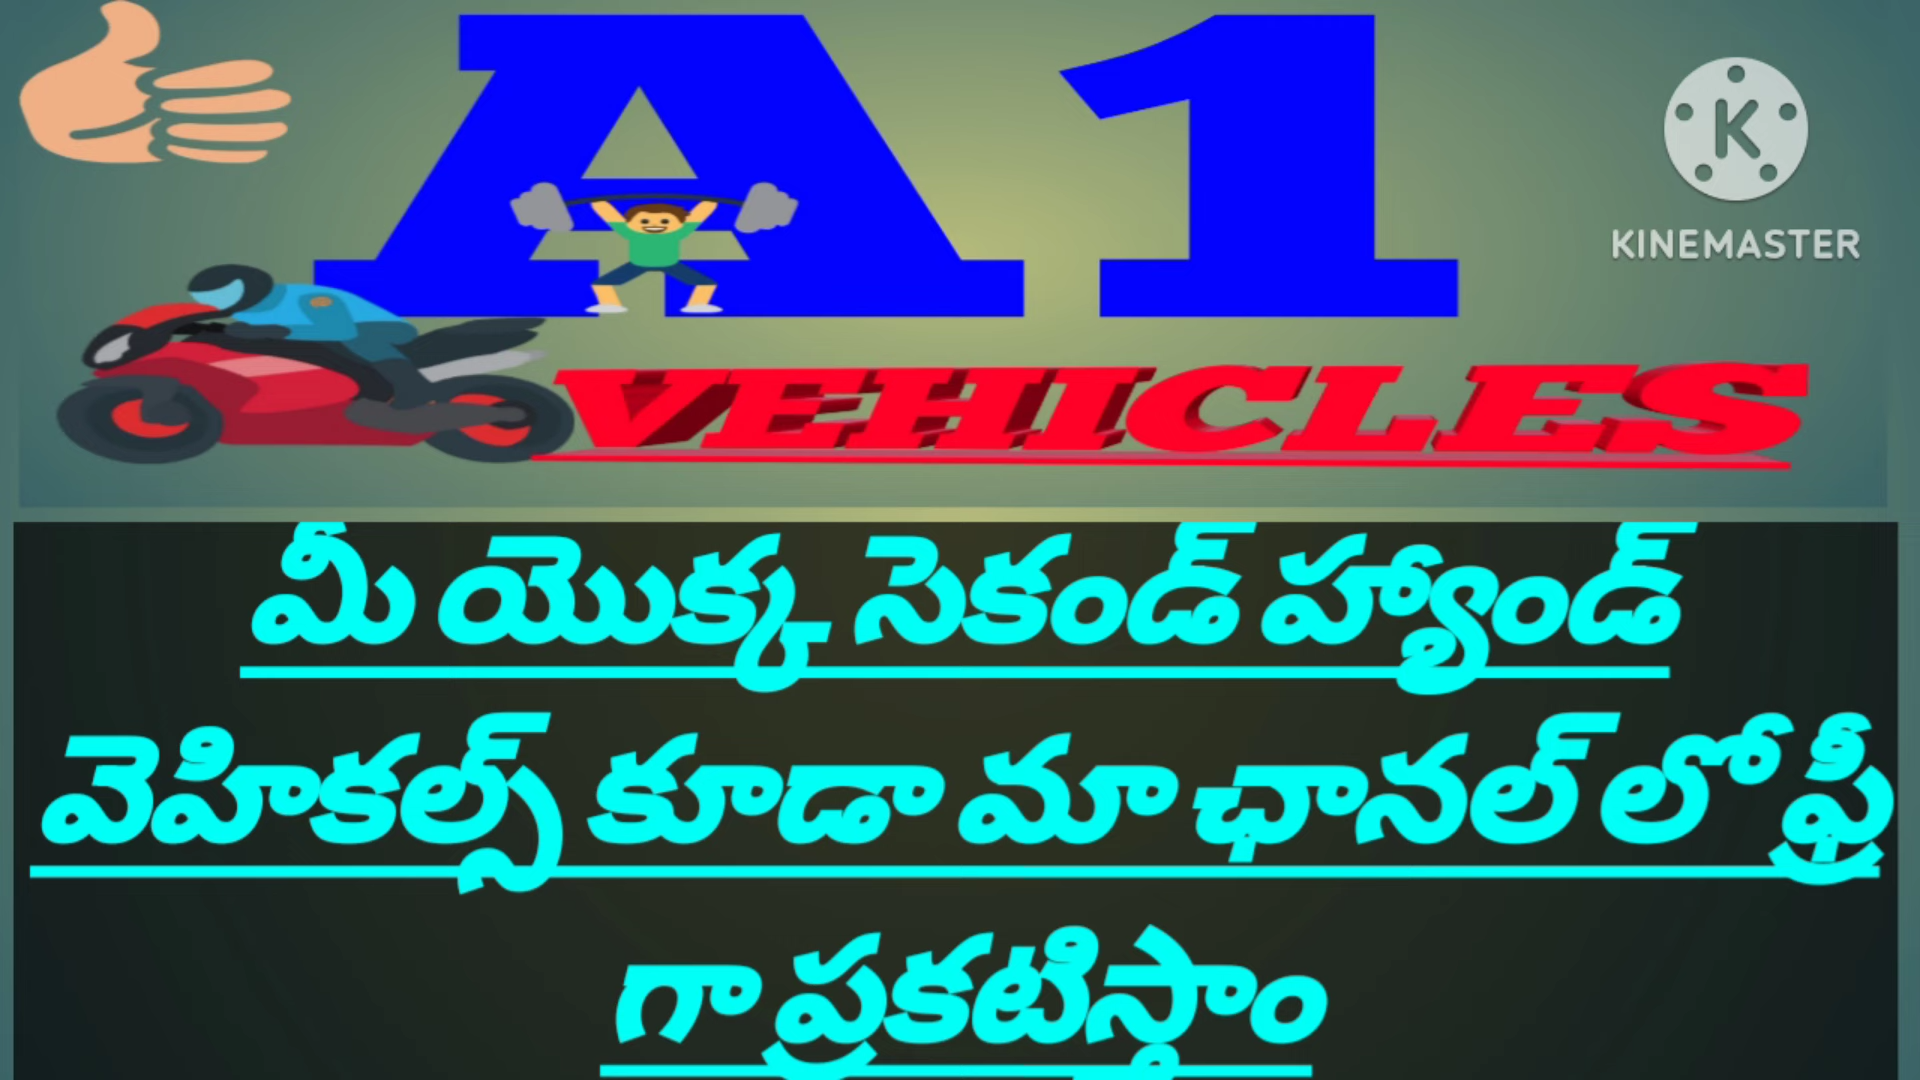 A1
K
KINEMASTER
VEHICLES
మీ యొక్క సెకండ్ హ్యాండ్
వెహికల్స్ కూడా మా ఛానల్ లో ఫ్రీ
గా ప్రకటిస్తాం